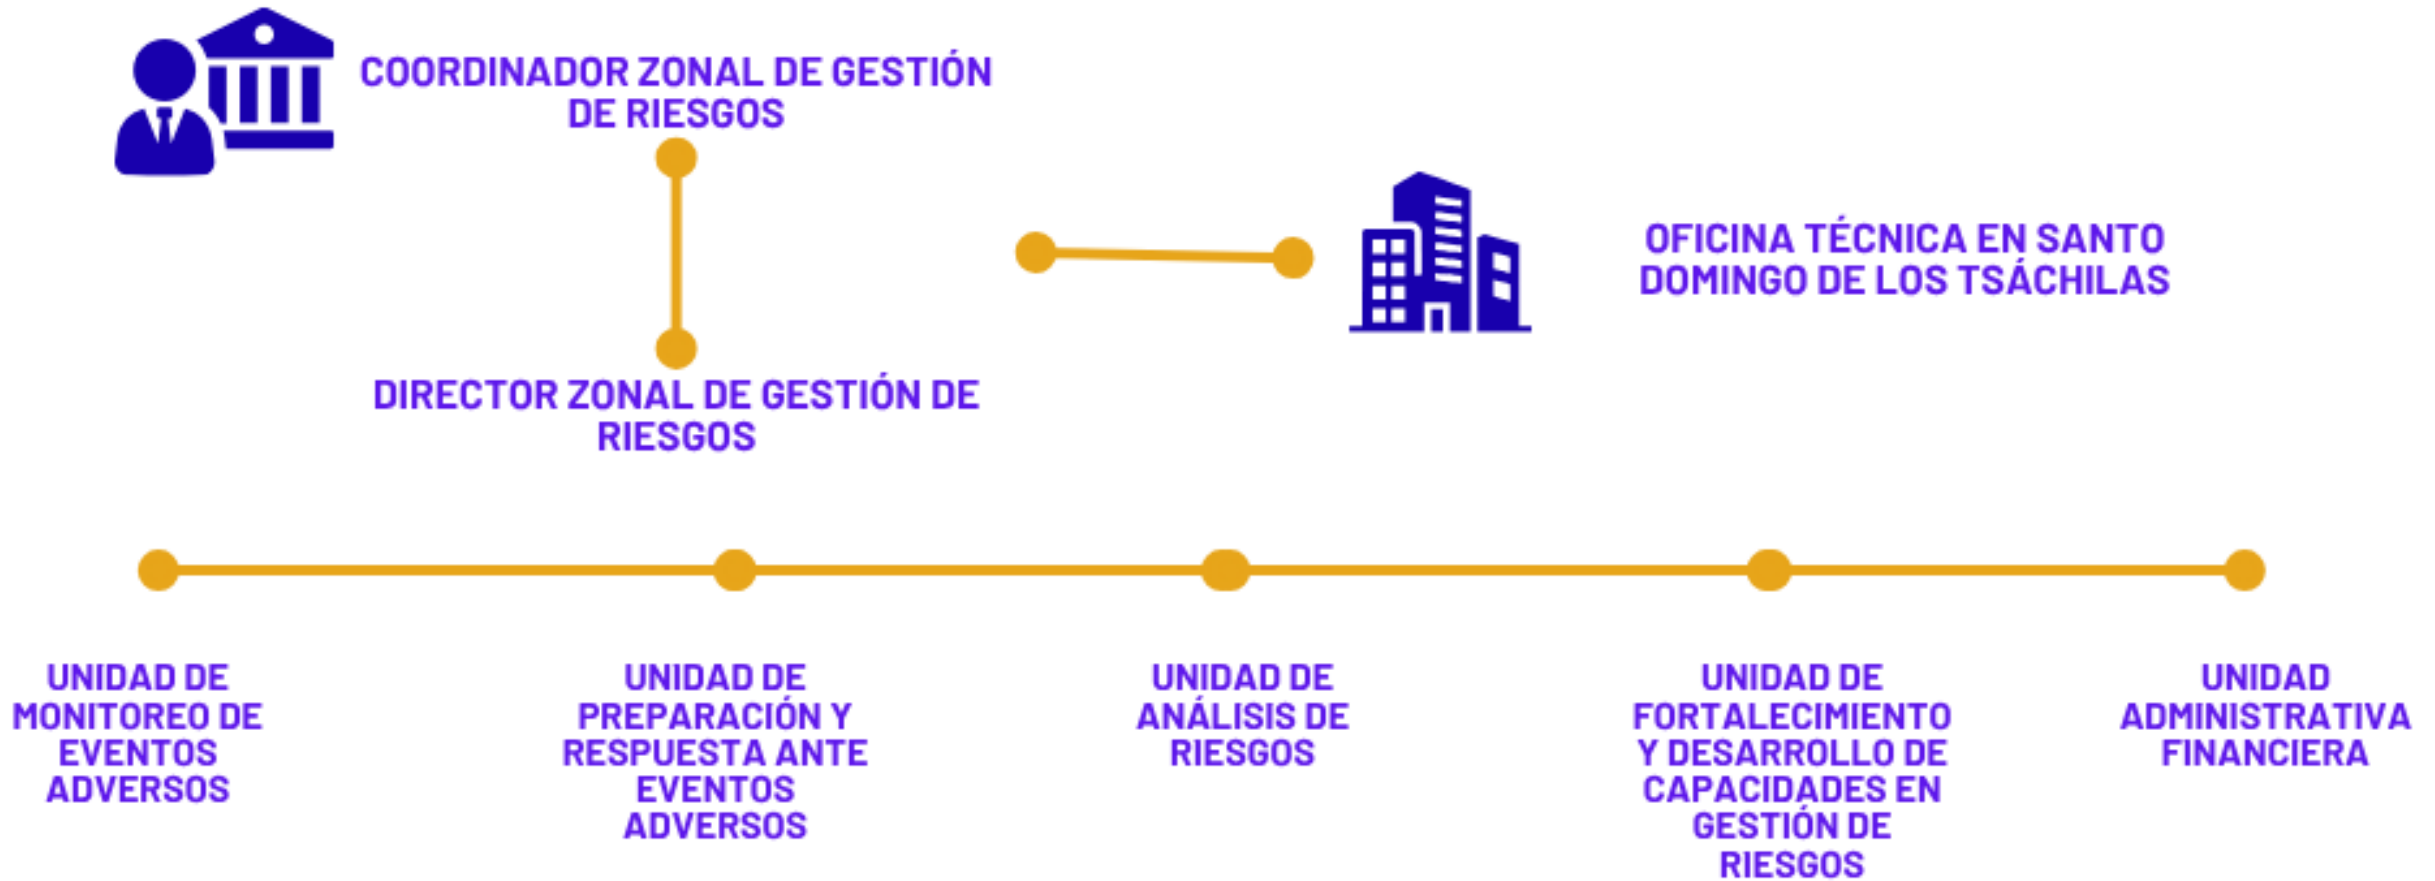 COORDINADOR ZONAL DE GESTIÓN
DE RIESGOS
OFICINA TÉCNICA EN SANTO
DOMINGO DE LOS TSÁCHILAS
DIRECTOR ZONAL DE GESTIÓN DE
RIESGOS
UNIDAD DE
MONITOREO DE
EVENTOS
ADVERSOS
UNIDAD DE
PREPARACIÓN Y
RESPUESTA ANTE
EVENTOS
ADVERSOS
UNIDAD DE
ANÁLISIS DE
RIESGOS
UNIDAD DE
FORTALECIMIENTO
Y DESARROLLO DE
CAPACIDADES EN
GESTIÓN DE
RIESGOS
UNIDAD
ADMINISTRATIVA
FINANCIERA